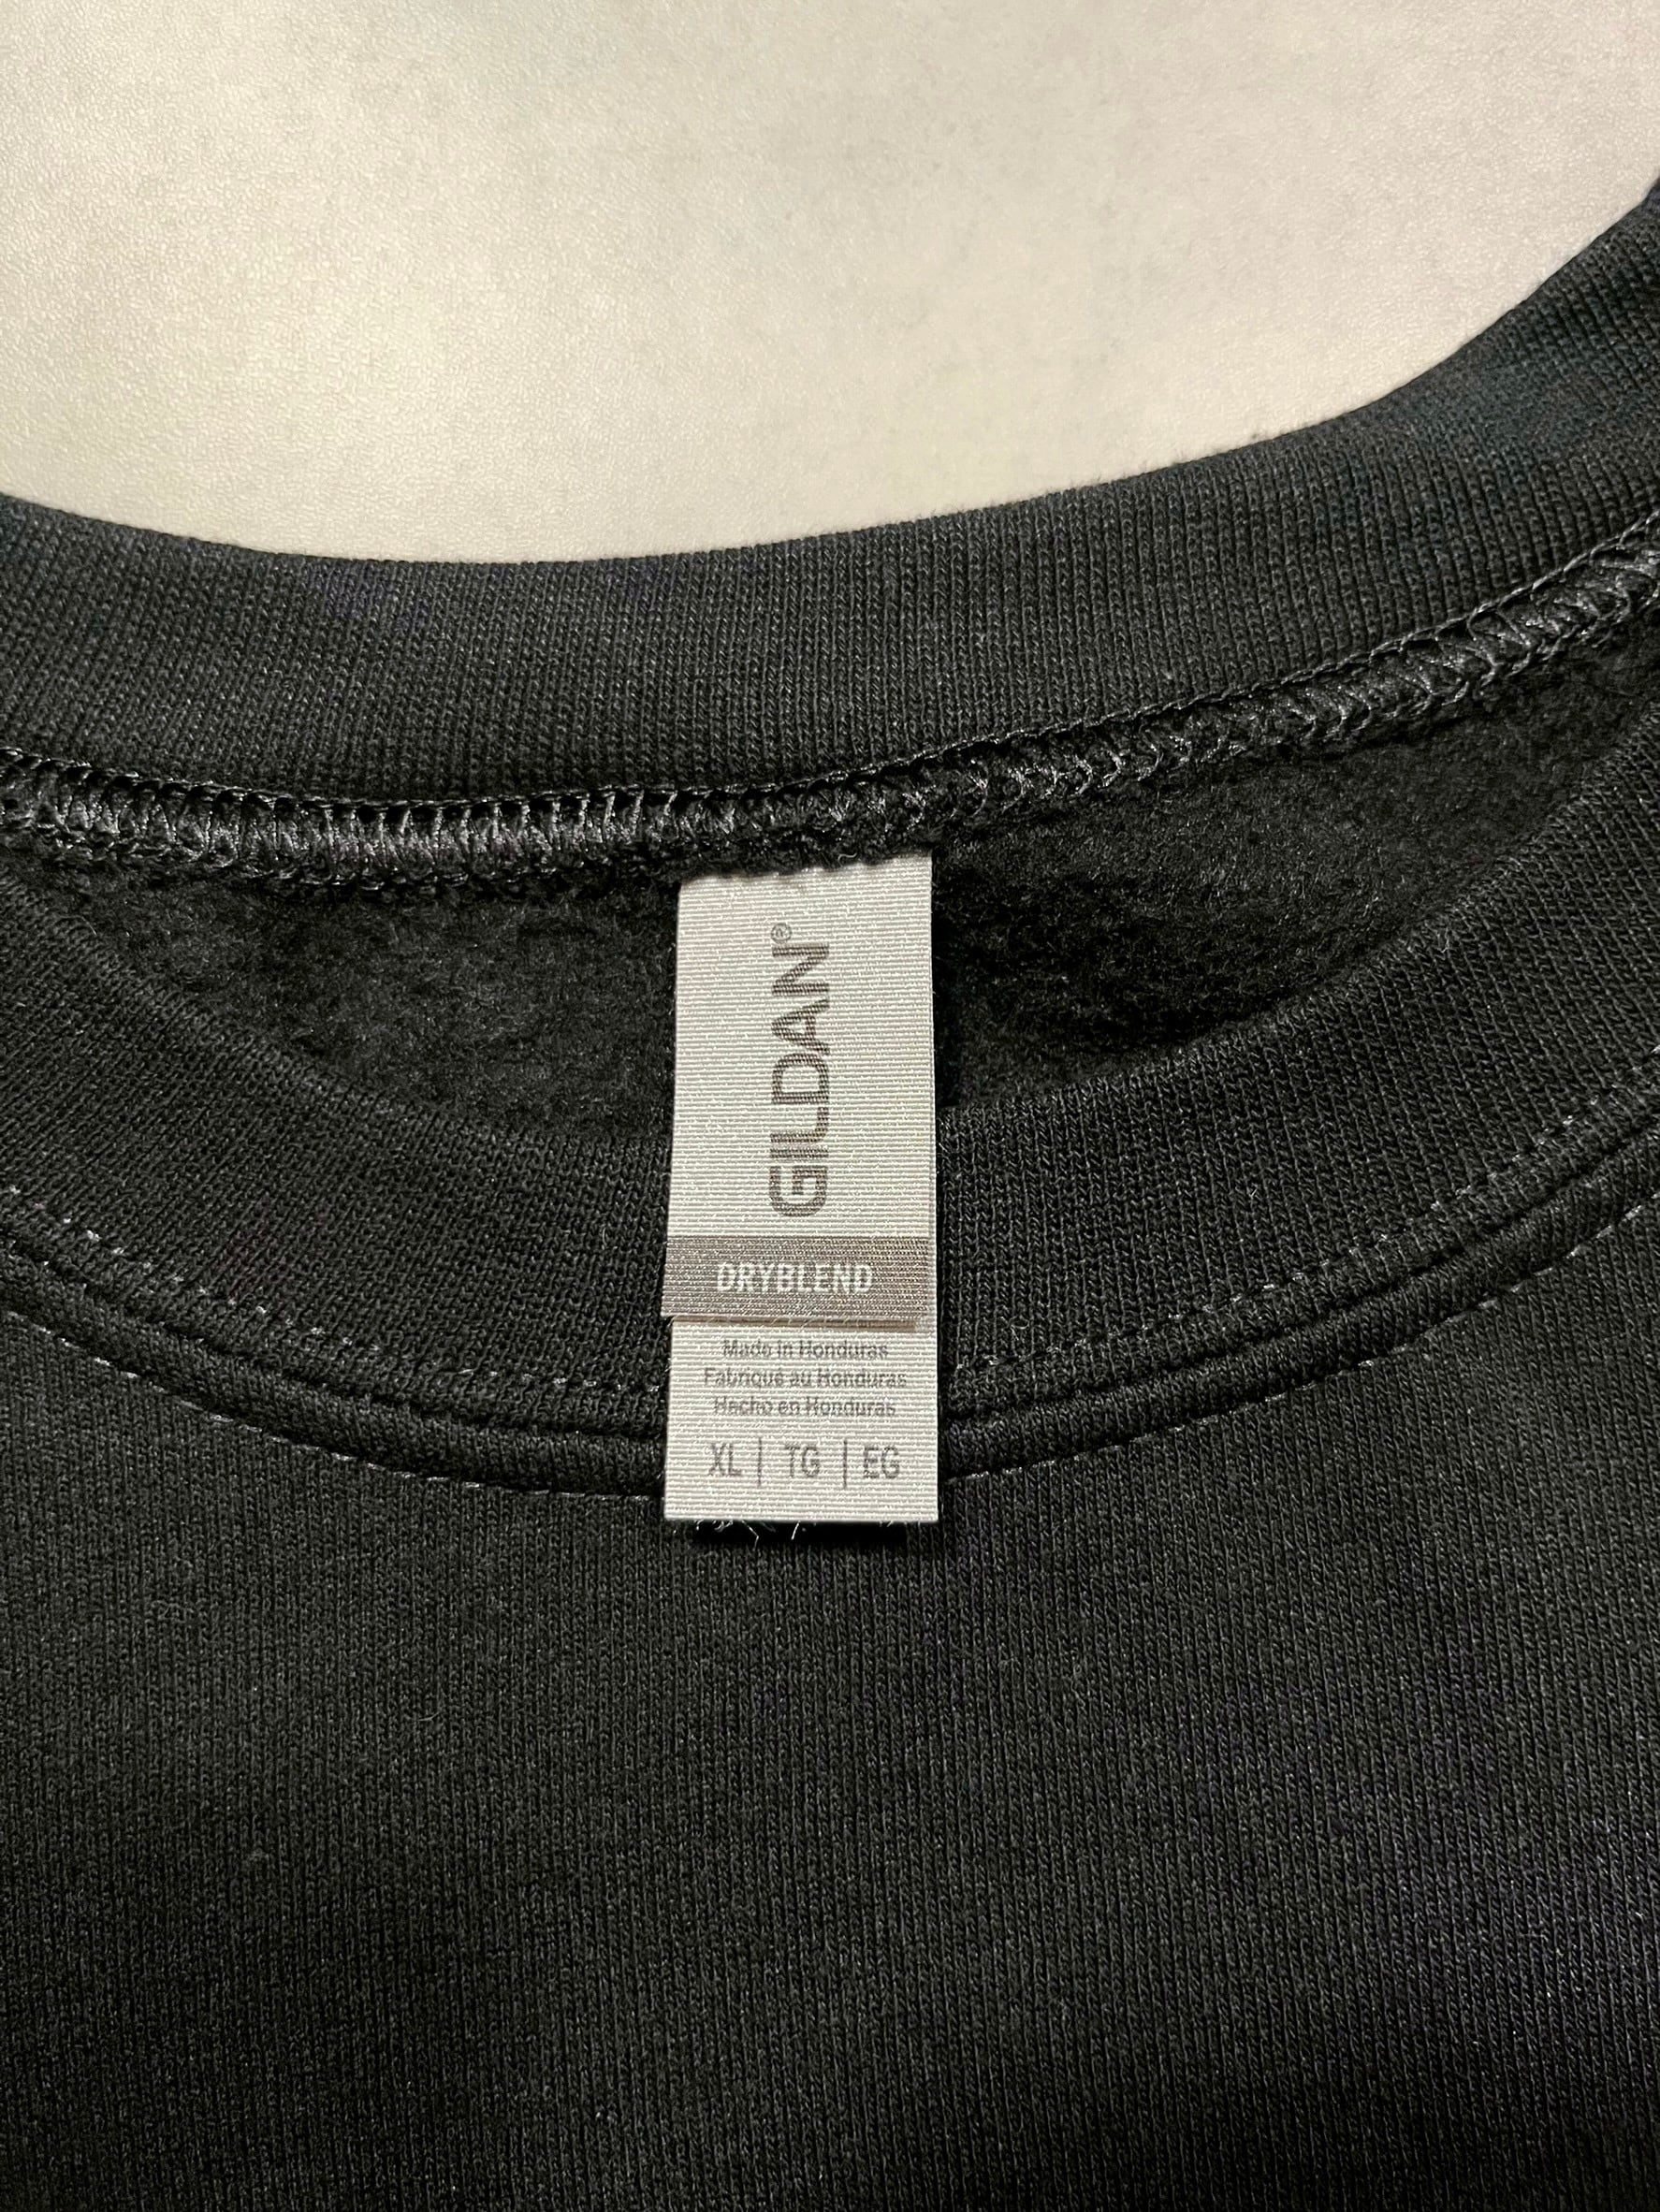 GILDAN®
DRYBLEND
Made in Honduras
Fabriqué au Honduras
Hecho en Honduras
XL | TG | EG